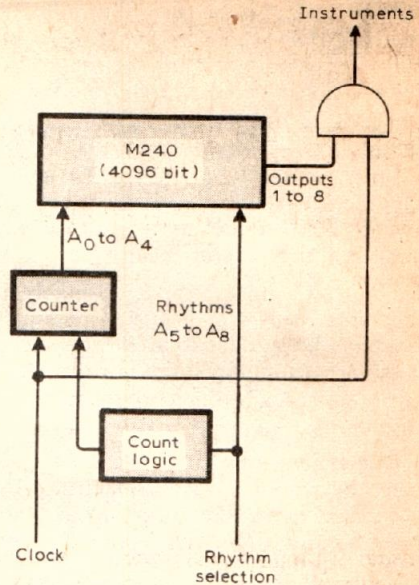 Instruments
M240
(4096 bit)
Outputs
1 to 8
A0 to A4
Counter
Rhythms
A5 to A8
Count
logic
Clock
Rhythm
selection